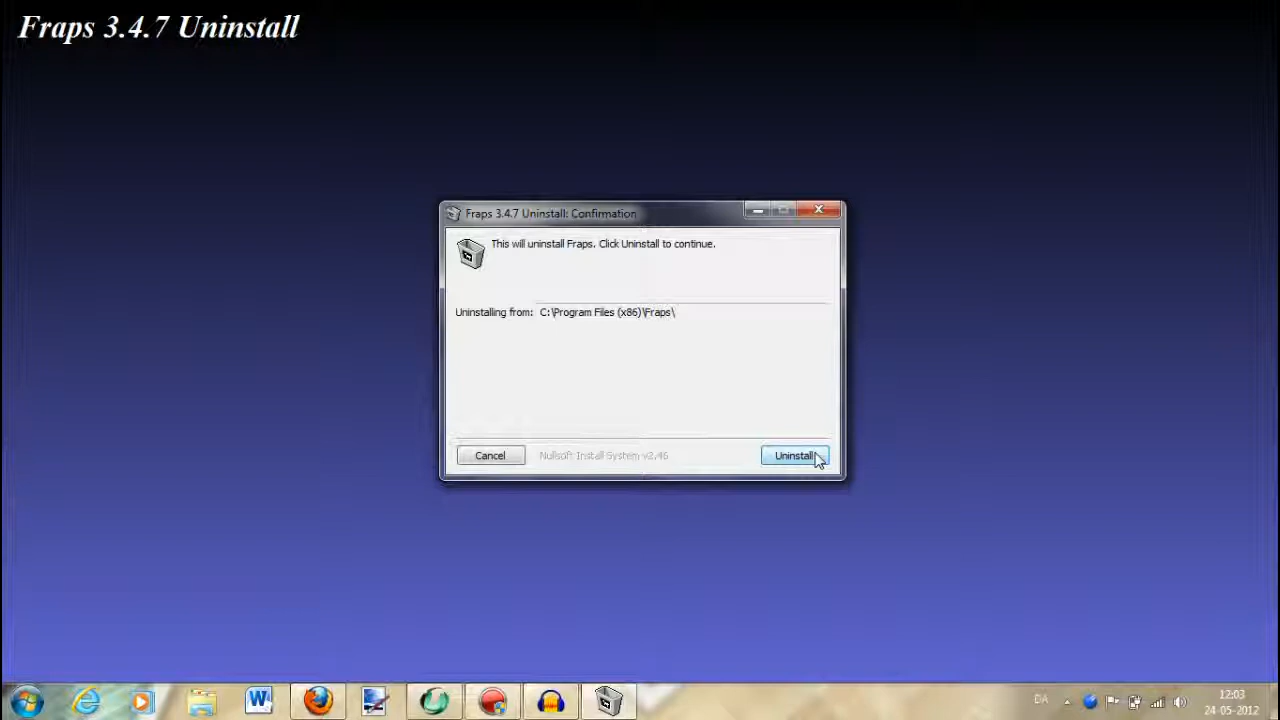 Fraps 3.4.7 Uninstall
Fraps 3.4.7 Uninstall: Confirmation
This will uninstall Fraps. Click Uninstall to continue.
Uninstalling from: C:\Program Files (x86)\Fraps\
Cancel
Nullsoft Install System v2.46
Uninstall
W
DA
12:03
24-05-2012